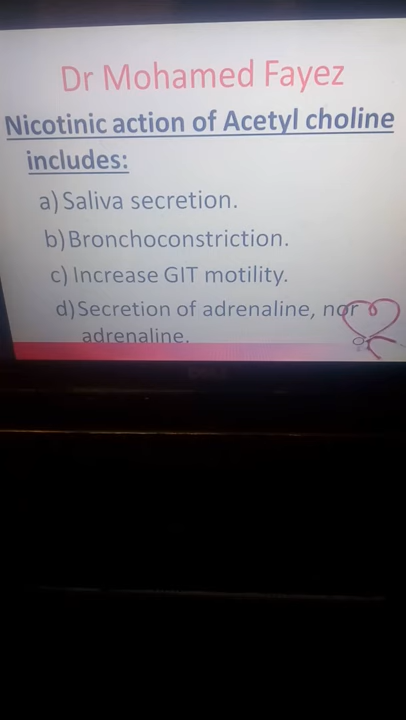 Dr Mohamed Fayez
Nicotinic action of Acetyl choline
includes:
a) Saliva secretion.
b) Bronchoconstriction.
c) Increase GIT motility.
d) Secretion of adrenaline, nor
adrenaline.
DELL